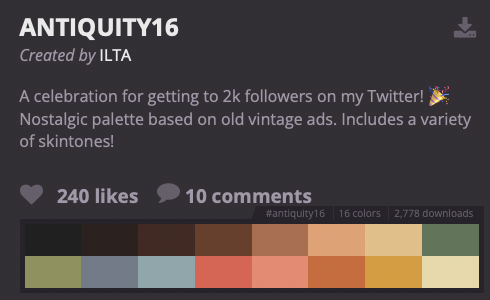 ANTIQUITY16
Created by ILTA
A celebration for getting to 2k followers on my Twitter! 🎉
Nostalgic palette based on old vintage ads. Includes a variety
of skintones!
240 likes 10 comments
#antiquity16 16 colors 2,778 downloads